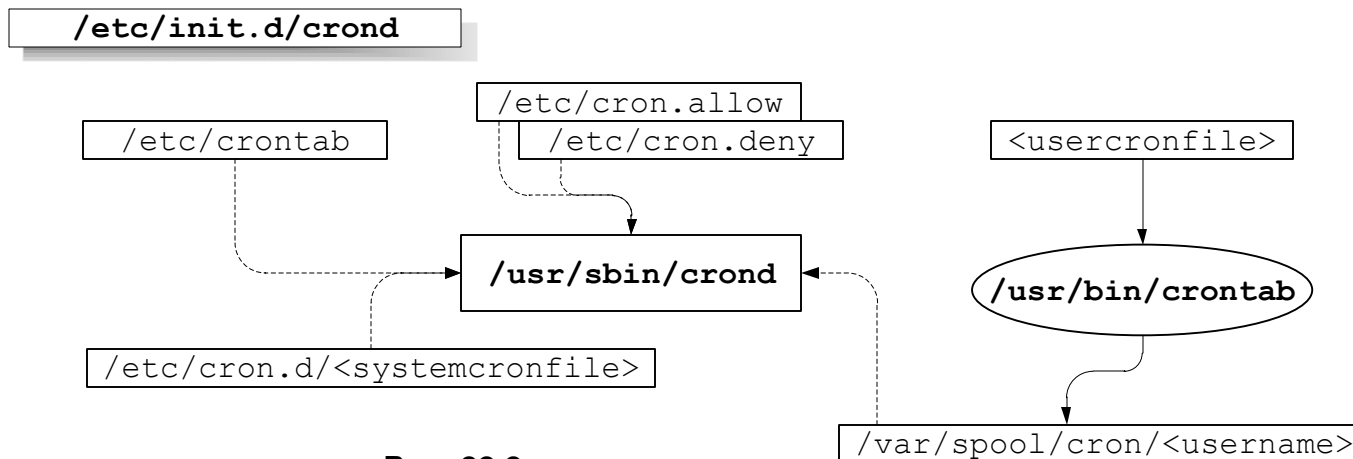 /etc/init.d/crond
/etc/cron.allow
/etc/crontab
/etc/cron.deny
<usercronfile>
/usr/sbin/crond
/usr/bin/crontab
/etc/cron.d/<systemcronfile>
/var/spool/cron/<username>